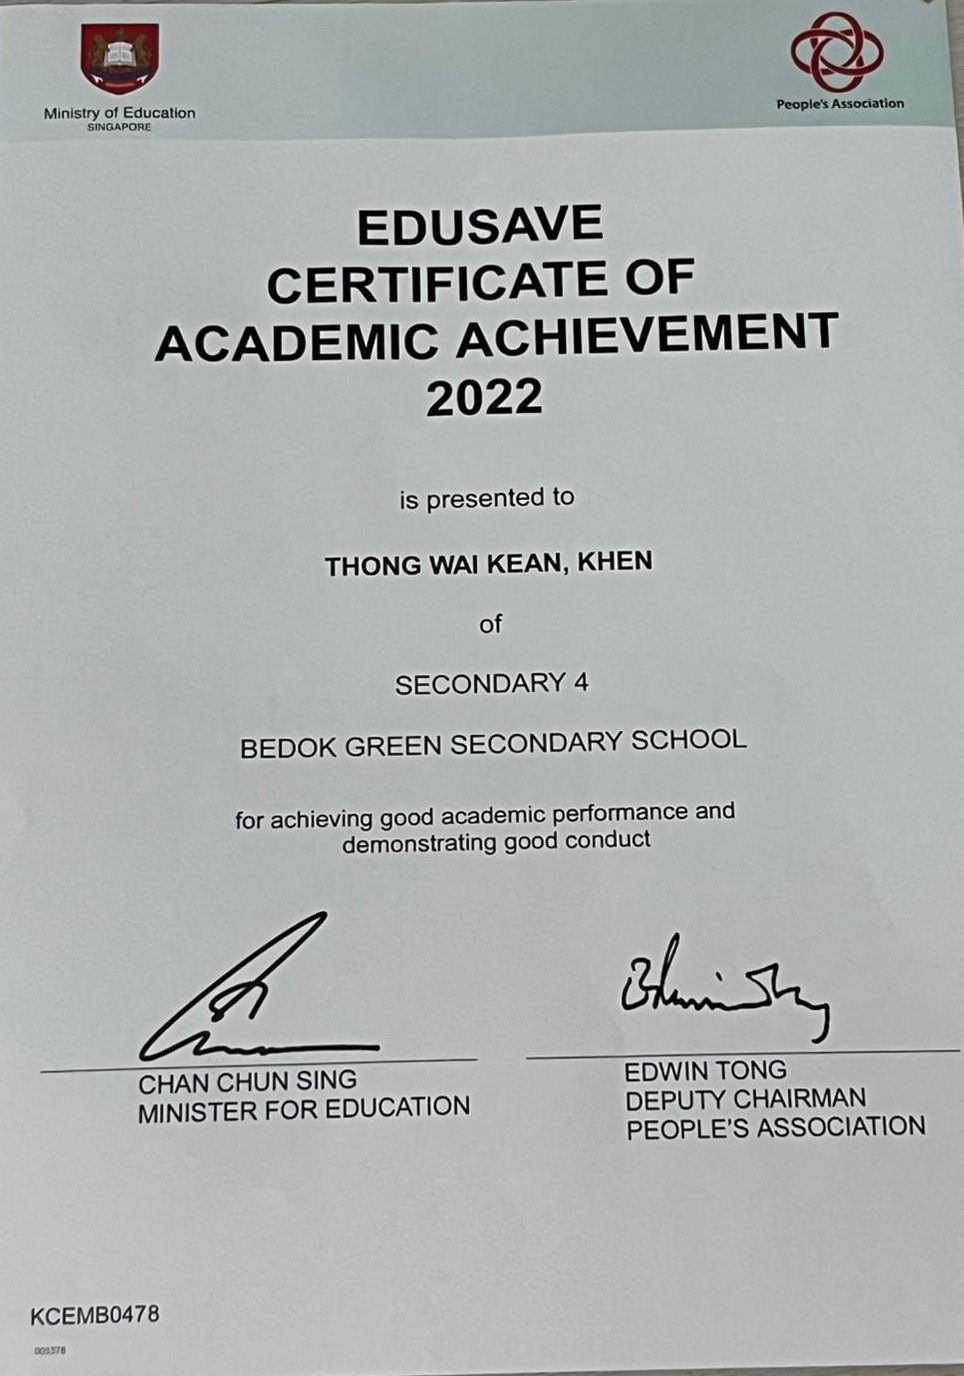 Ministry of Education
SINGAPORE
People's Association
EDUSAVE
CERTIFICATE OF
ACADEMIC ACHIEVEMENT
2022
is presented to
THONG WAI KEAN, KHEN
of
SECONDARY 4
BEDOK GREEN SECONDARY SCHOOL
for achieving good academic performance and
demonstrating good conduct
CHAN CHUN SING
MINISTER FOR EDUCATION
EDWIN TONG
DEPUTY CHAIRMAN
PEOPLE'S ASSOCIATION
KCEMB0478